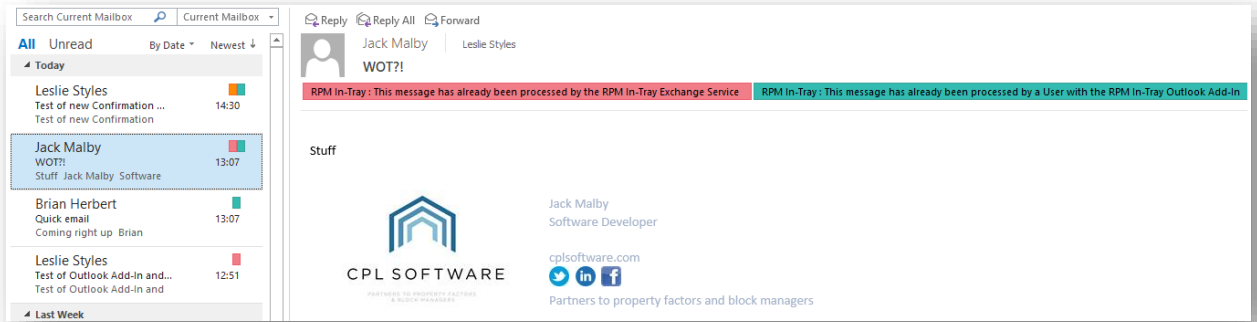 Search Current Mailbox Current Mailbox
All Unread By Date Newest ↓
Today
Leslie Styles
Test of new Confirmation ... 14:30
Test of new Confirmation
Jack Malby
WOT?! 13:07
Stuff Jack Malby Software
Brian Herbert
Quick email 13:07
Coming right up Brian
Leslie Styles
Test of Outlook Add-In and... 12:51
Test of Outlook Add-In and
Last Week
Reply Reply All Forward
Jack Malby Leslie Styles
WOT?!
RPM In-Tray : This message has already been processed by the RPM In-Tray Exchange Service RPM In-Tray : This message has already been processed by a User with the RPM In-Tray Outlook Add-In
Stuff
CPL SOFTWARE
PARTNERS TO PROPERTY FACTORS
& BLOCK MANAGERS
Jack Malby
Software Developer
cplsoftware.com
Partners to property factors and block managers